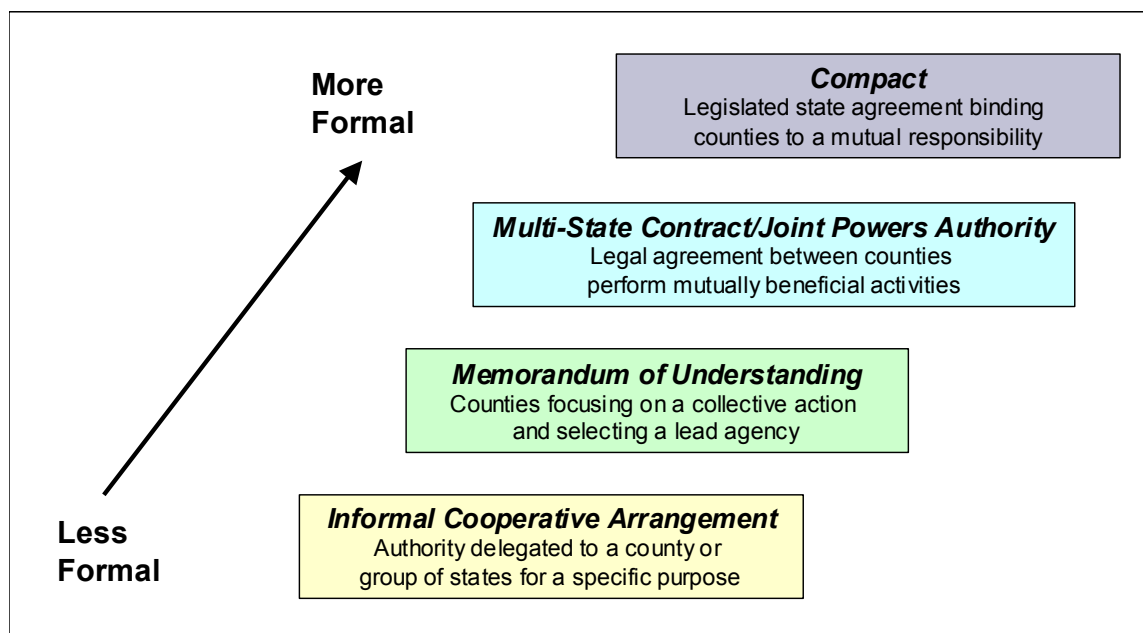 More
Formal
Compact
Legislated state agreement binding
counties to a mutual responsibility
Multi-State Contract/Joint Powers Authority
Legal agreement between counties
perform mutually beneficial activities
Memorandum of Understanding
Counties focusing on a collective action
and selecting a lead agency
Less
Formal
Informal Cooperative Arrangement
Authority delegated to a county or
group of states for a specific purpose